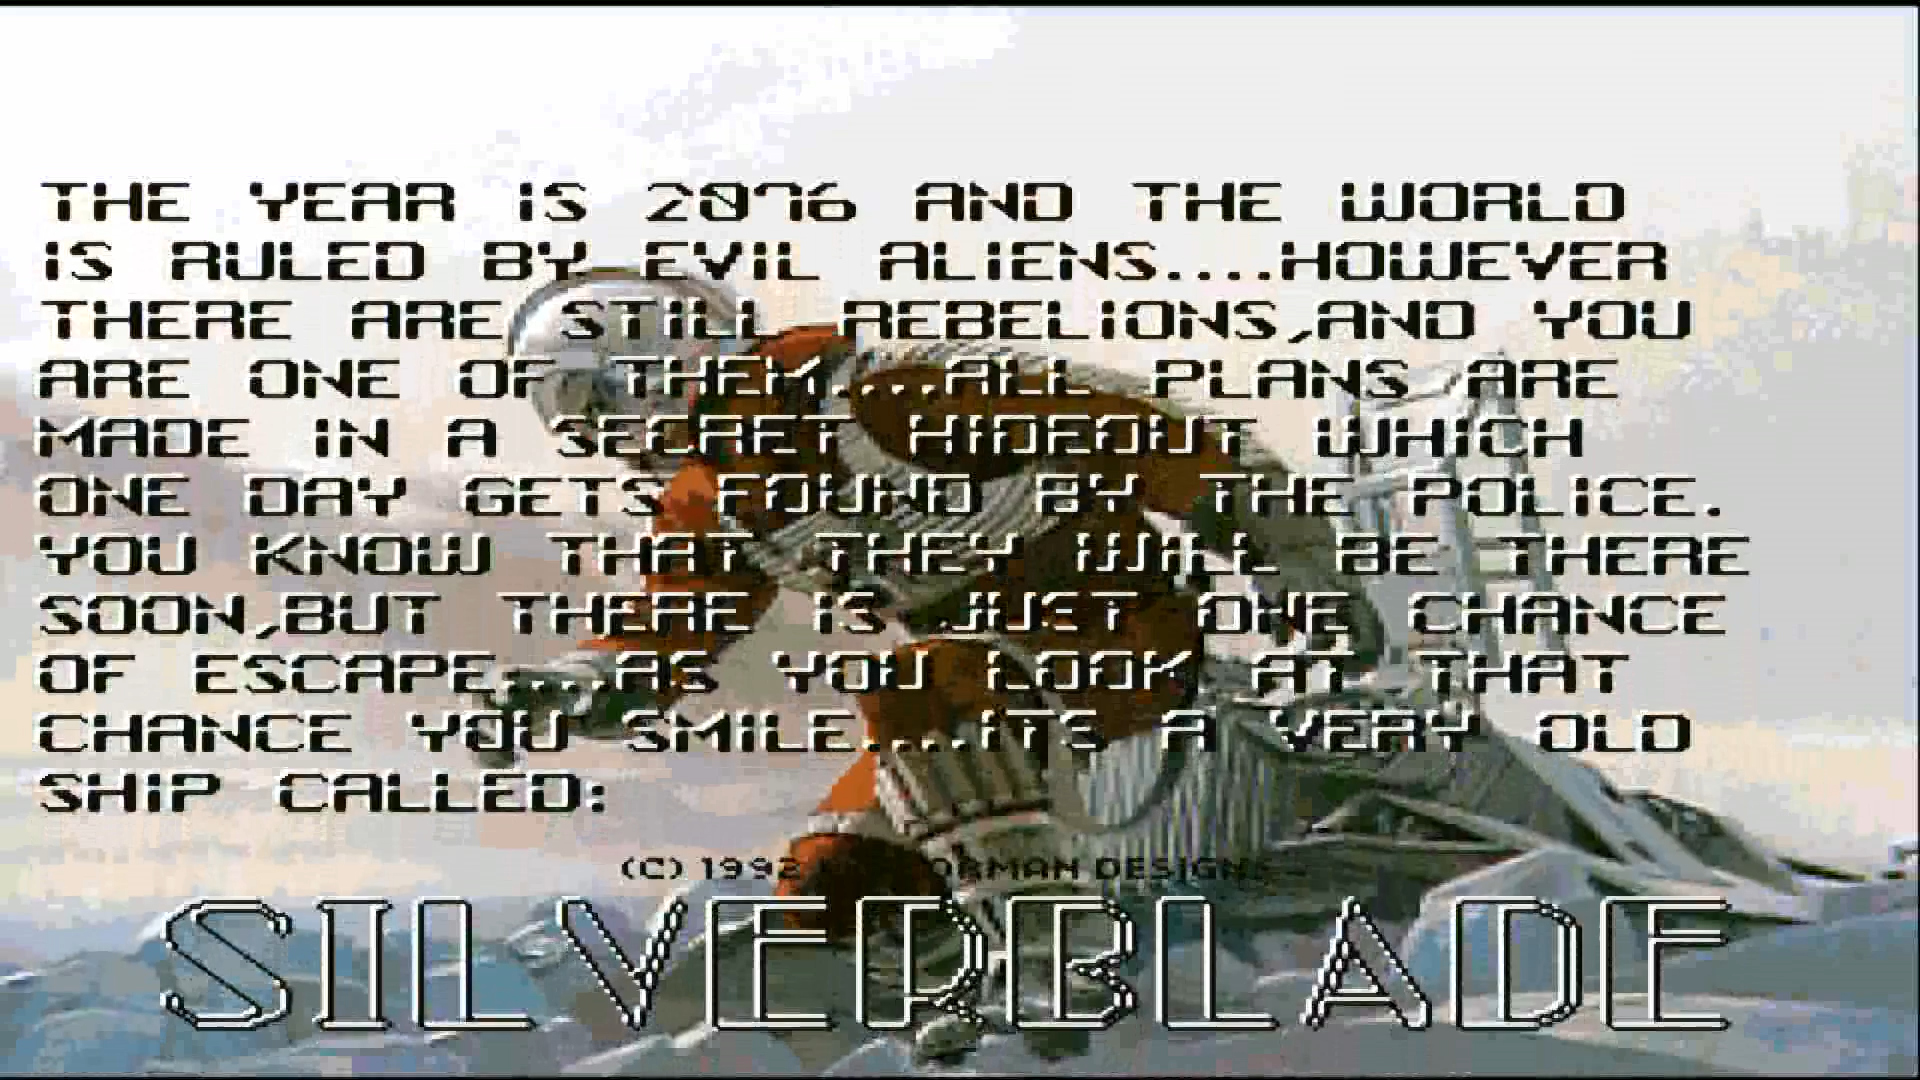 THE YEAR IS 2076 AND THE WORLD
IS RULED BY EVIL ALIENS....HOWEVER
THERE ARE STILL REBELIONS,AND YOU
ARE ONE OF THEM....ALL PLANS ARE
MADE IN A SECRET HIDEOUT WHICH
ONE DAY GETS FOUND BY THE POLICE.
YOU KNOW THAT THEY WILL BE THERE
SOON,BUT THERE IS JUST ONE CHANCE
OF ESCAPE....AS YOU LOOK AT THAT
CHANCE YOU SMILE....ITS A VERY OLD
SHIP CALLED:
(C) 1992 DESIGNS
SILVERBLADE